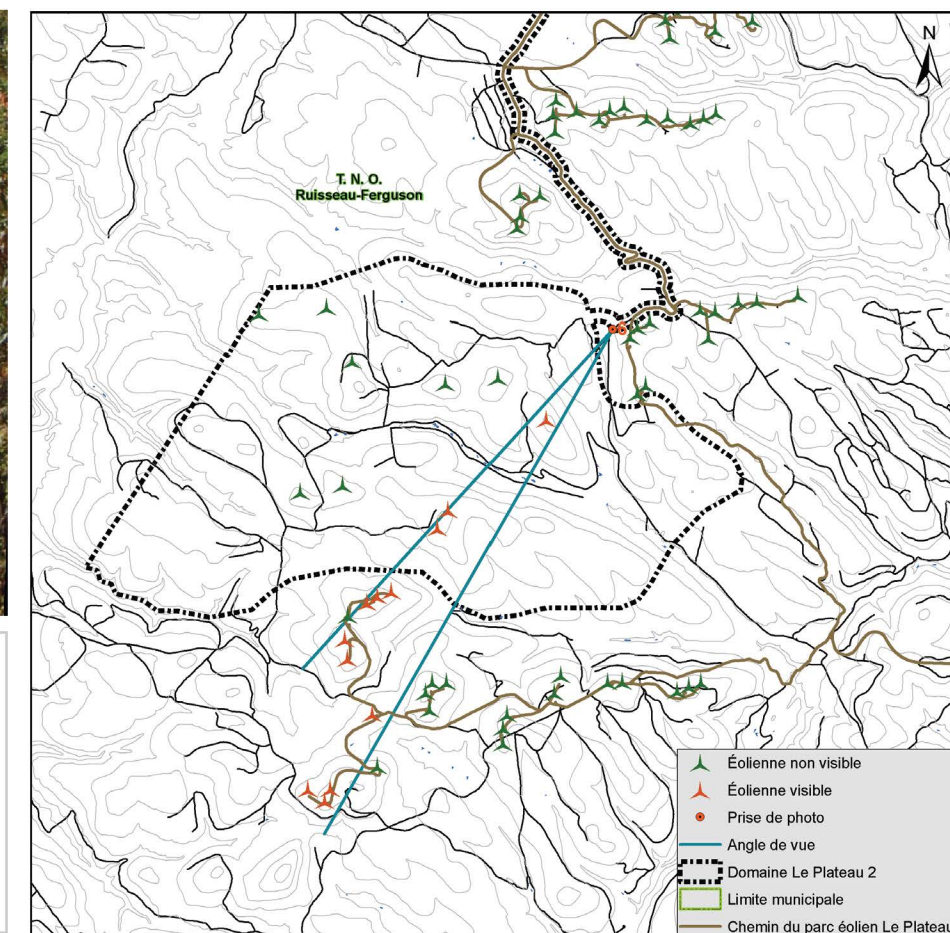 N
T. N. O.
Ruisseau-Ferguson
Éolienne non visible
Éolienne visible
Prise de photo
Angle de vue
Domaine Le Plateau 2
Limite municipale
Chemin du parc éolien Le Plateau